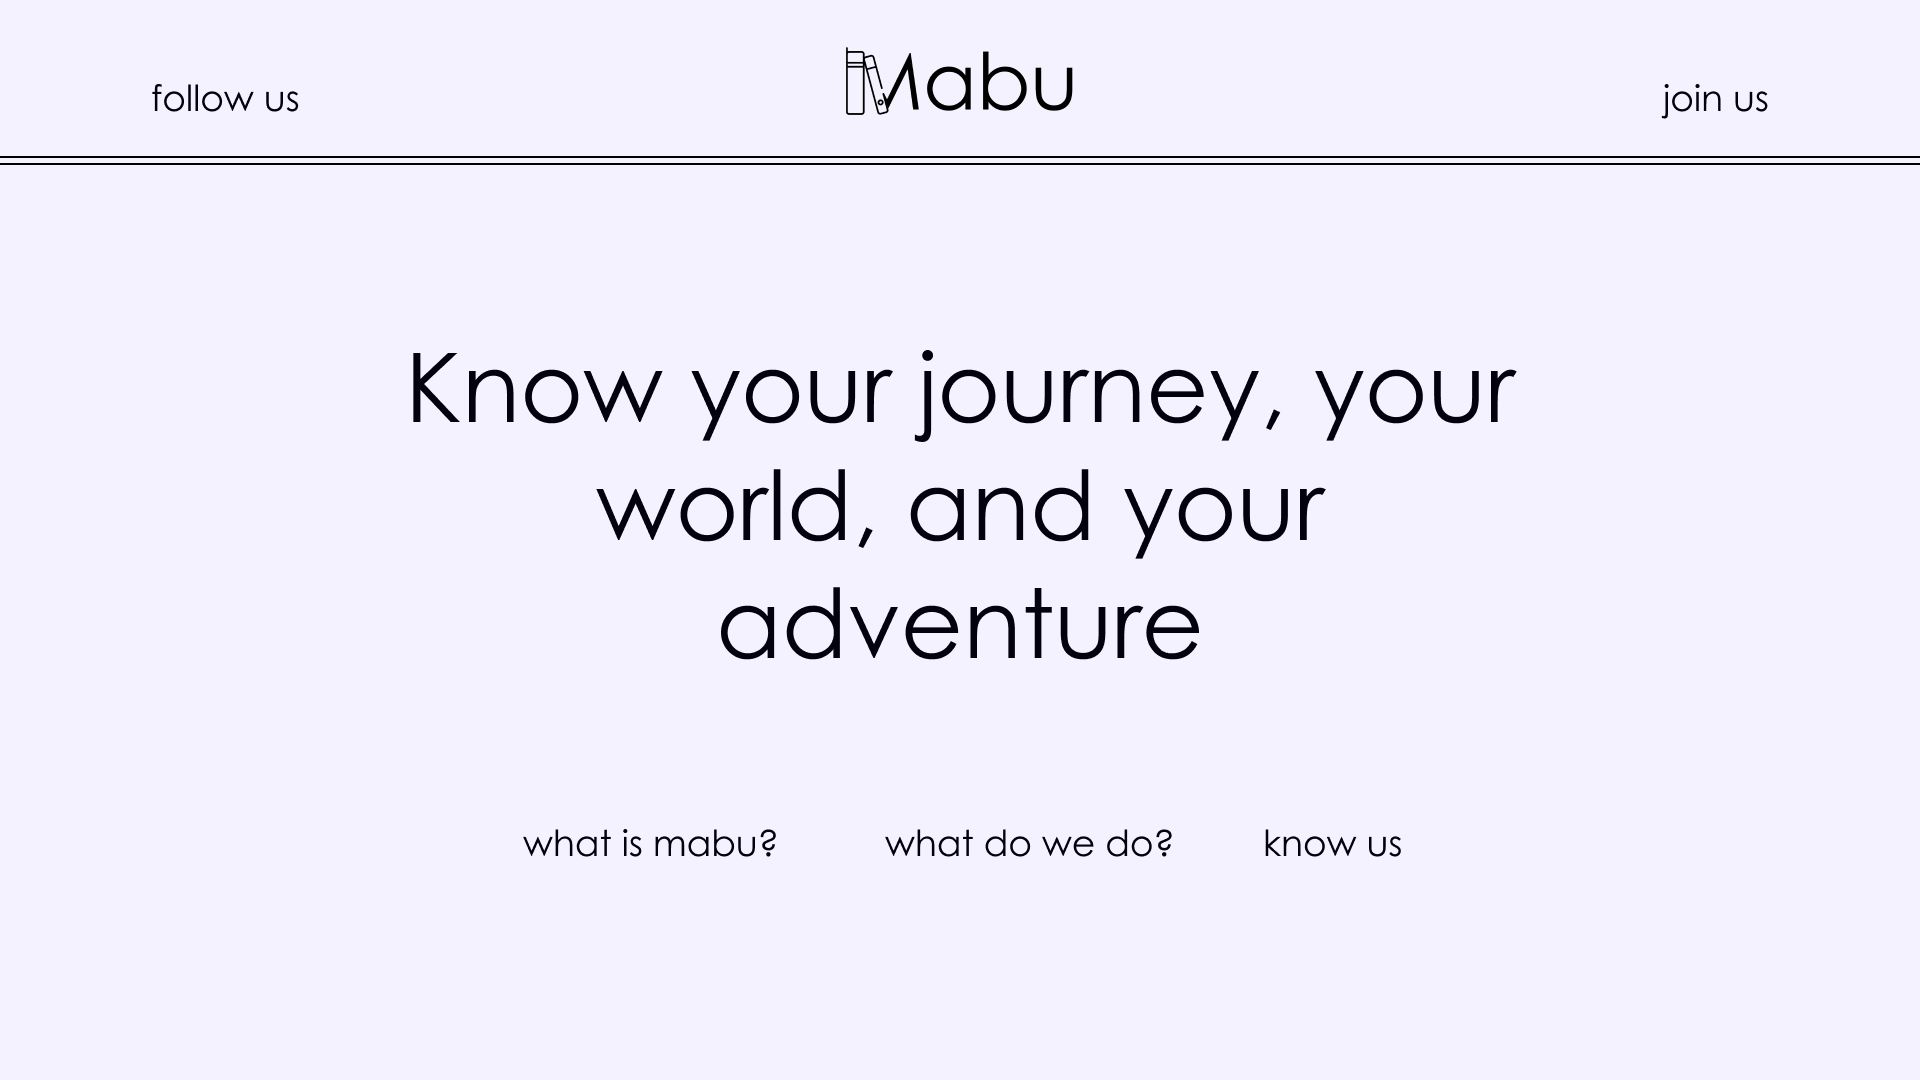 follow us
Mabu
join us
Know your journey, your
world, and your
adventure
what is mabu?
what do we do?
know us